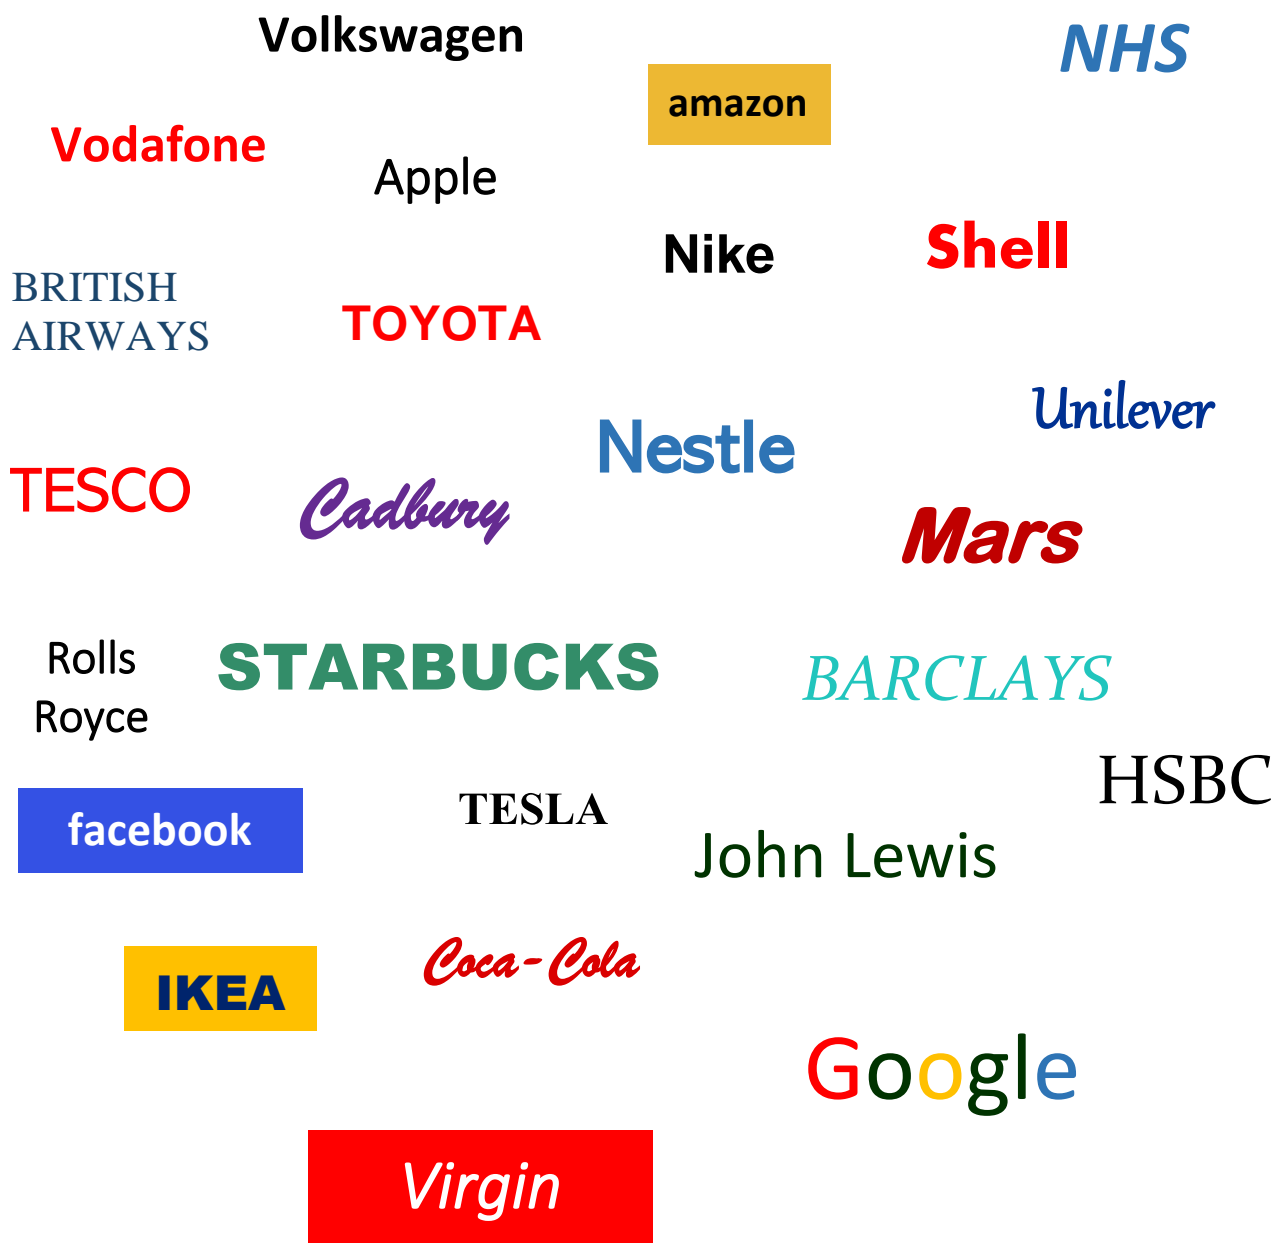 Volkswagen
NHS
amazon
Vodafone
Apple
Nike
Shell
BRITISH
AIRWAYS
TOYOTA
Unilever
Nestle
TESCO
Cadbury
Mars
Rolls
Royce
STARBUCKS
BARCLAYS
HSBC
facebook
TESLA
John Lewis
IKEA
Coca-Cola
Google
Virgin